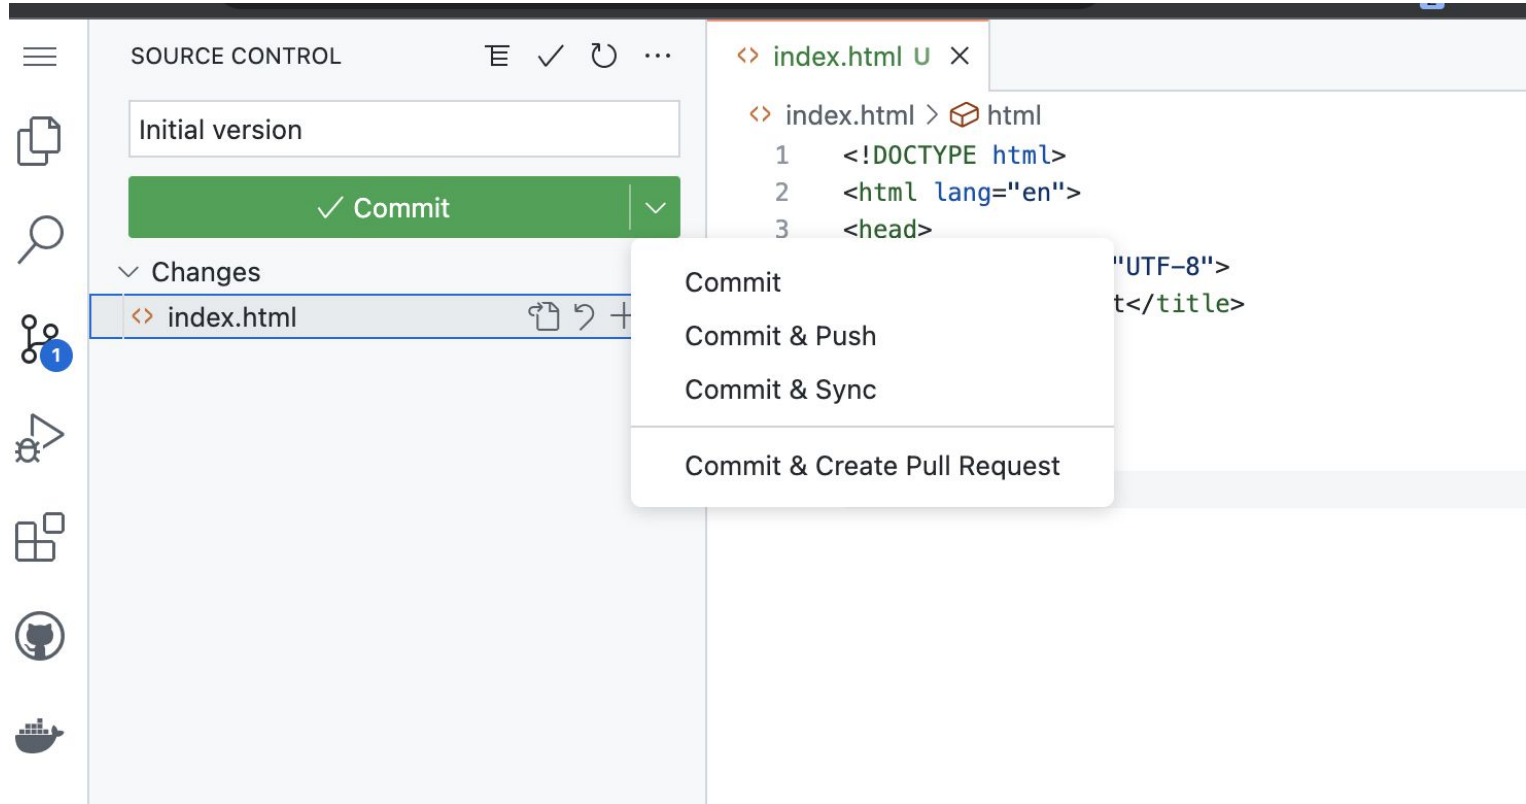 SOURCE CONTROL
Initial version
Commit
Changes
index.html
1
Commit
Commit & Push
Commit & Sync
Commit & Create Pull Request
index.html U
index.html > html
1 <!DOCTYPE html>
2 <html lang="en">
3 <head>
"UTF-8">
t</title>